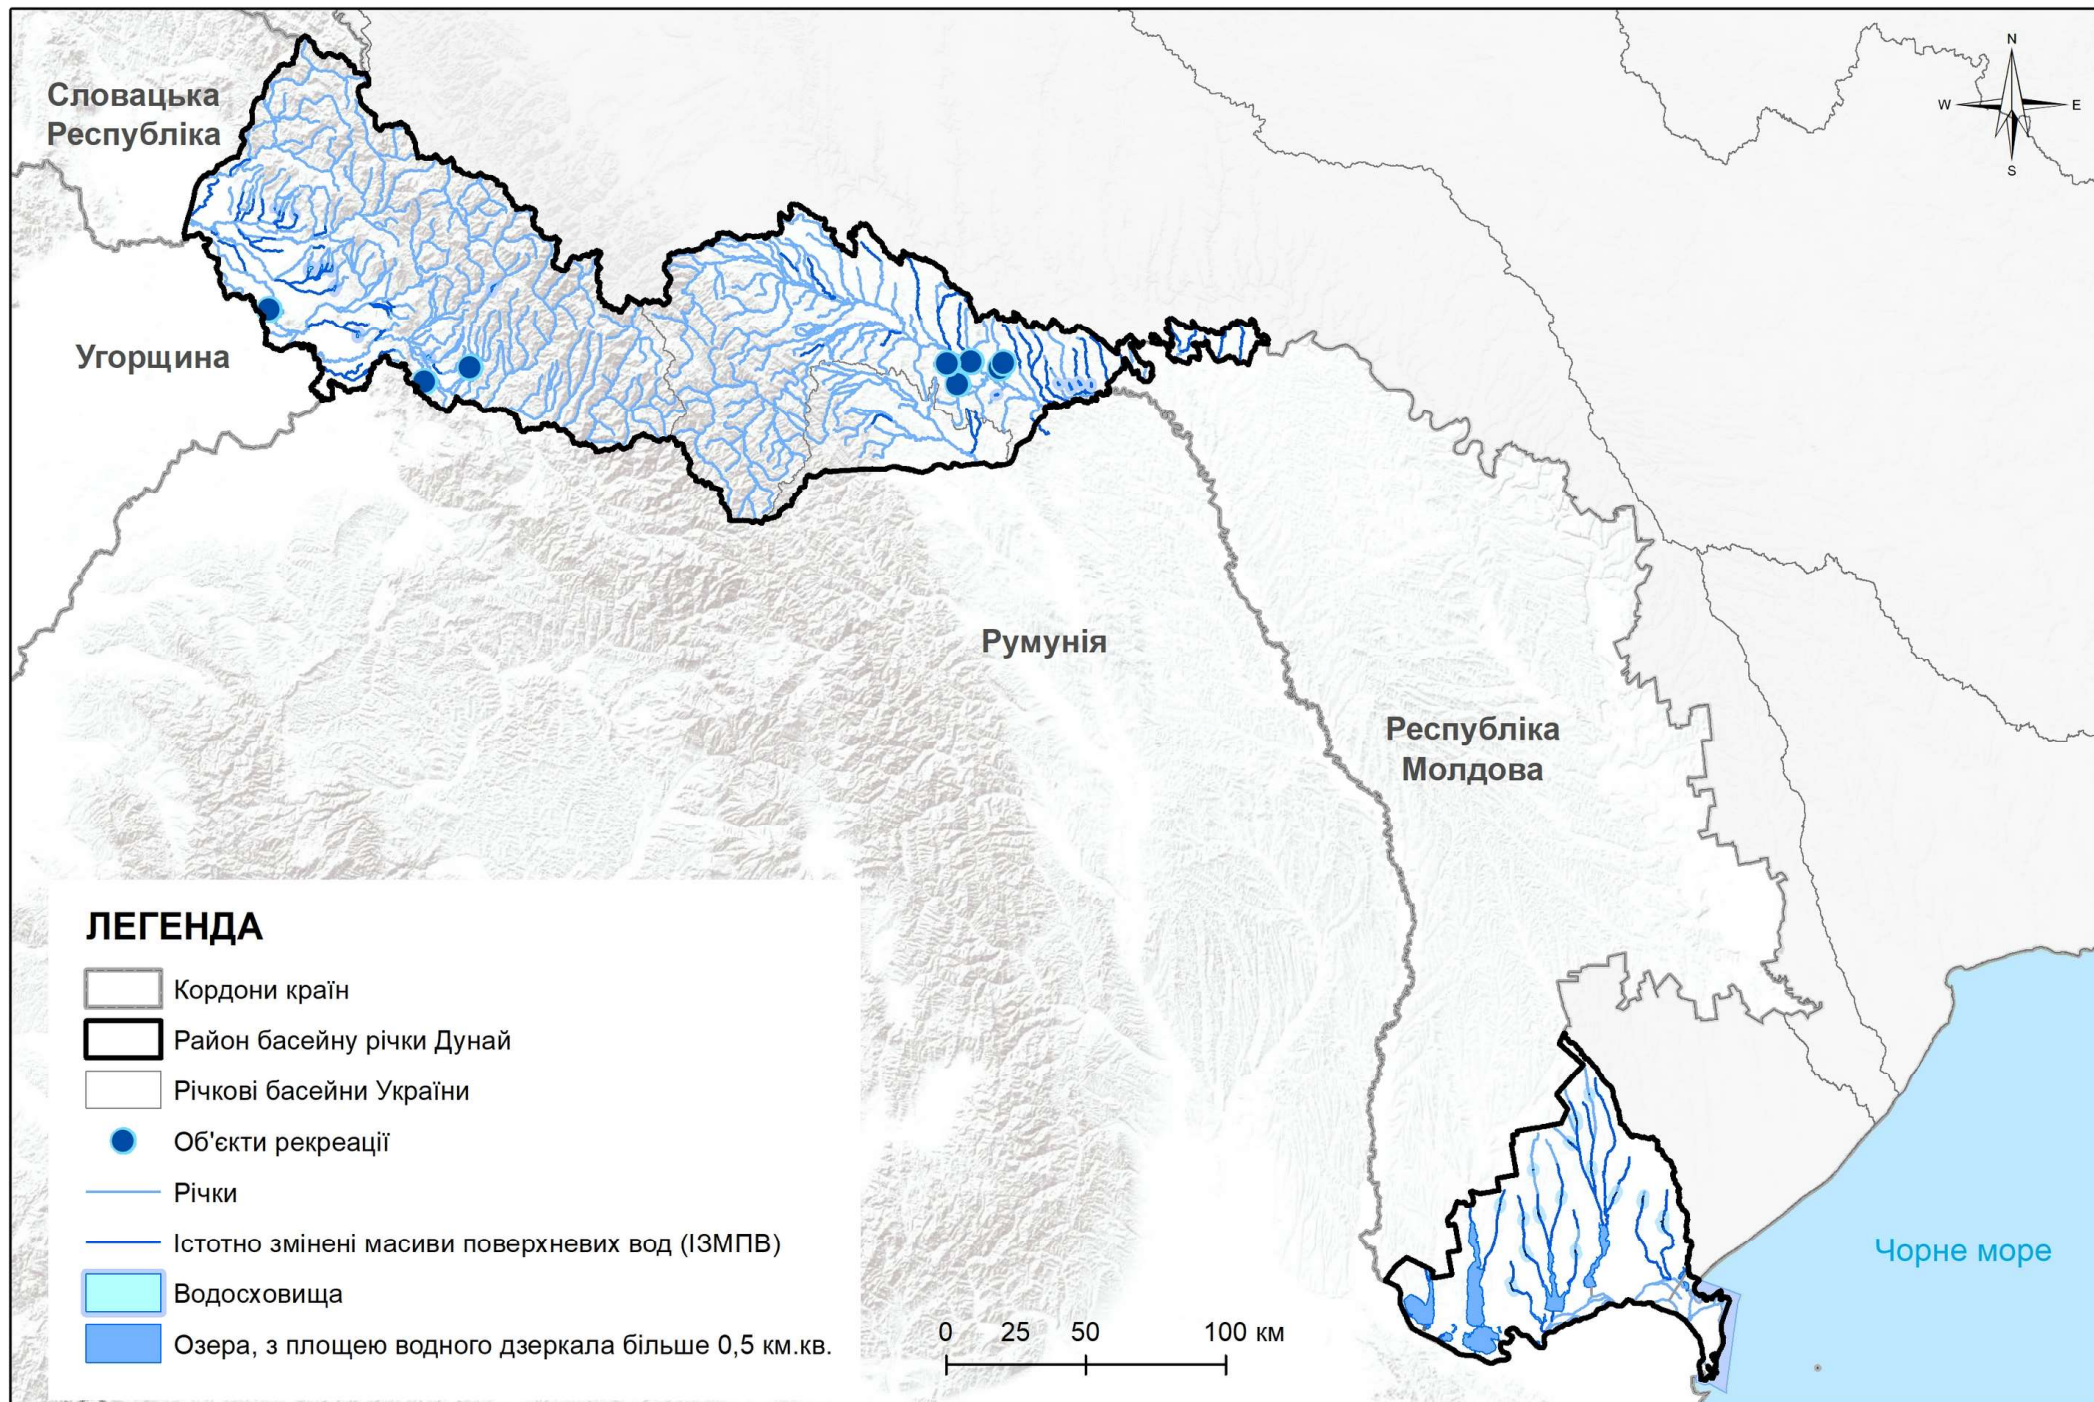 Словацька
Республіка
N
W
E
S
Угорщина
Румунія
Республіка
Молдова
ЛЕГЕНДА
Кордони країн
Район басейну річки Дунай
Річкові басейни України
Об'єкти рекреації
Річки
Істотно змінені масиви поверхневих вод (ІЗМПВ)
Водосховища
Озера, з площею водного дзеркала більше 0,5 км.кв.
0 25 50 100 км
Чорне море